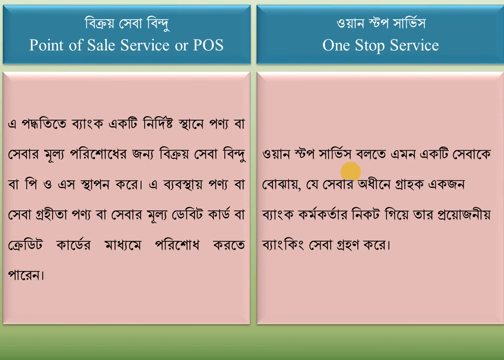 বিক্রয় সেবা বিন্দু
Point of Sale Service or POS
এ পদ্ধতিতে ব্যাংক একটি নির্দিষ্ট স্থানে পণ্য বা
সেবার মূল্য পরিশোধের জন্য বিক্রয় সেবা বিন্দু
বা পি ও এস স্থাপন করে। এ ব্যবস্থায় পণ্য বা
সেবা গ্রহীতা পণ্য বা সেবার মূল্য ডেবিট কার্ড বা
ক্রেডিট কার্ডের মাধ্যমে পরিশোধ করতে
পারেন।
ওয়ান স্টপ সার্ভিস
One Stop Service
ওয়ান স্টপ সার্ভিস বলতে এমন একটি সেবাকে
বোঝায়, যে সেবার অধীনে গ্রাহক একজন
ব্যাংক কর্মকর্তার নিকট গিয়ে তার প্রয়োজনীয়
ব্যাংকিং সেবা গ্রহণ করে।